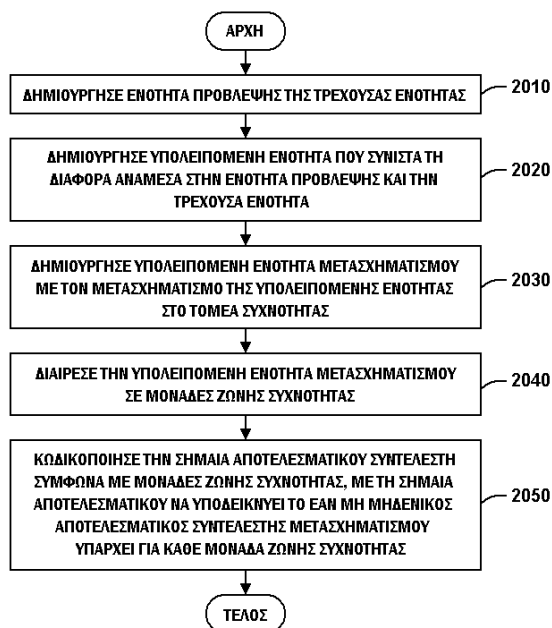 ΑΡΧΗ
ΔΗΜΙΟΥΡΓΗΣΕ ΕΝΟΤΗΤΑ ΠΡΟΒΛΕΨΗΣ ΤΗΣ ΤΡΕΧΟΥΣΑΣ ΕΝΟΤΗΤΑΣ
2010
ΔΗΜΙΟΥΡΓΗΣΕ ΥΠΟΛΕΙΠΟΜΕΝΗ ΕΝΟΤΗΤΑ ΠΟΥ ΣΥΝΙΣΤΑ ΤΗ
ΔΙΑΦΟΡΑ ΑΝΑΜΕΣΑ ΣΤΗΝ ΕΝΟΤΗΤΑ ΠΡΟΒΛΕΨΗΣ ΚΑΙ ΤΗΝ
ΤΡΕΧΟΥΣΑ ΕΝΟΤΗΤΑ
2020
ΔΗΜΙΟΥΡΓΗΣΕ ΥΠΟΛΕΙΠΟΜΕΝΗ ΕΝΟΤΗΤΑ ΜΕΤΑΣΧΗΜΑΤΙΣΜΟΥ
ΜΕ ΤΟΝ ΜΕΤΑΣΧΗΜΑΤΙΣΜΟ ΤΗΣ ΥΠΟΛΕΙΠΟΜΕΝΗΣ ΕΝΟΤΗΤΑΣ
ΣΤΟ ΤΟΜΕΑ ΣΥΧΝΟΤΗΤΑΣ
2030
ΔΙΑΙΡΕΣΕ ΤΗΝ ΥΠΟΛΕΙΠΟΜΕΝΗ ΕΝΟΤΗΤΑ ΜΕΤΑΣΧΗΜΑΤΙΣΜΟΥ
ΣΕ ΜΟΝΑΔΕΣ ΖΩΝΗΣ ΣΥΧΝΟΤΗΤΑΣ
2040
ΚΩΔΙΚΟΠΟΙΗΣΕ ΤΗΝ ΣΗΜΑΙΑ ΑΠΟΤΕΛΕΣΜΑΤΙΚΟΥ ΣΥΝΤΕΛΕΣΤΗ
ΣΥΜΦΩΝΑ ΜΕ ΜΟΝΑΔΕΣ ΖΩΝΗΣ ΣΥΧΝΟΤΗΤΑΣ, ΜΕ ΤΗ ΣΗΜΑΙΑ
ΑΠΟΤΕΛΕΣΜΑΤΙΚΟΥ ΝΑ ΥΠΟΔΕΙΚΝΥΕΙ ΤΟ ΕΑΝ ΜΗ ΜΗΔΕΝΙΚΟΣ
ΑΠΟΤΕΛΕΣΜΑΤΙΚΟΣ ΣΥΝΤΕΛΕΣΤΗΣ ΜΕΤΑΣΧΗΜΑΤΙΣΜΟΥ
ΥΠΑΡΧΕΙ ΓΙΑ ΚΑΘΕ ΜΟΝΑΔΑ ΖΩΝΗΣ ΣΥΧΝΟΤΗΤΑΣ
2050
ΤΕΛΟΣ